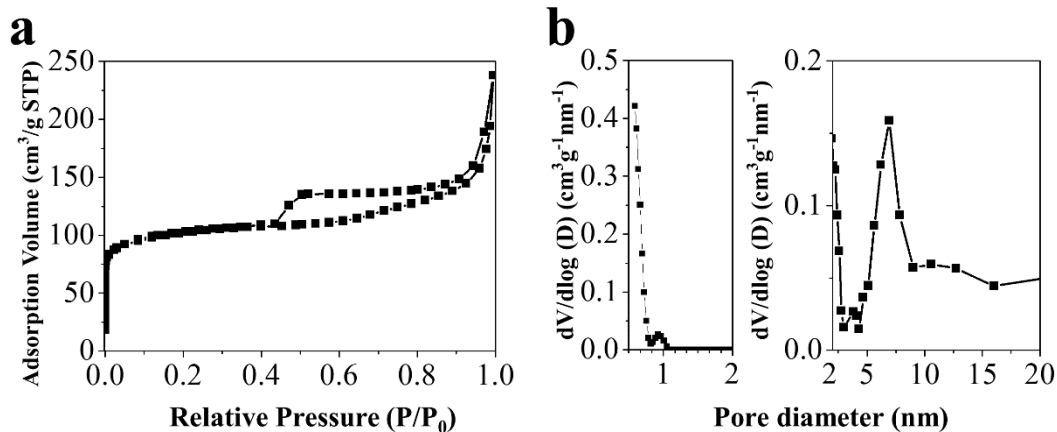 a
Adsorption Volume (cm³/g STP)
250
200
150
100
50
0
0.0 0.2 0.4 0.6 0.8 1.0
Relative Pressure (P/P₀)
b
dV/dlog (D) (cm³g⁻¹nm⁻¹)
0.5
0.4
0.3
0.2
0.1
0.0
1 2
dV/dlog (D) (cm³g⁻¹nm⁻¹)
0.2
0.1
0.0
2 5 10 15 20
Pore diameter (nm)